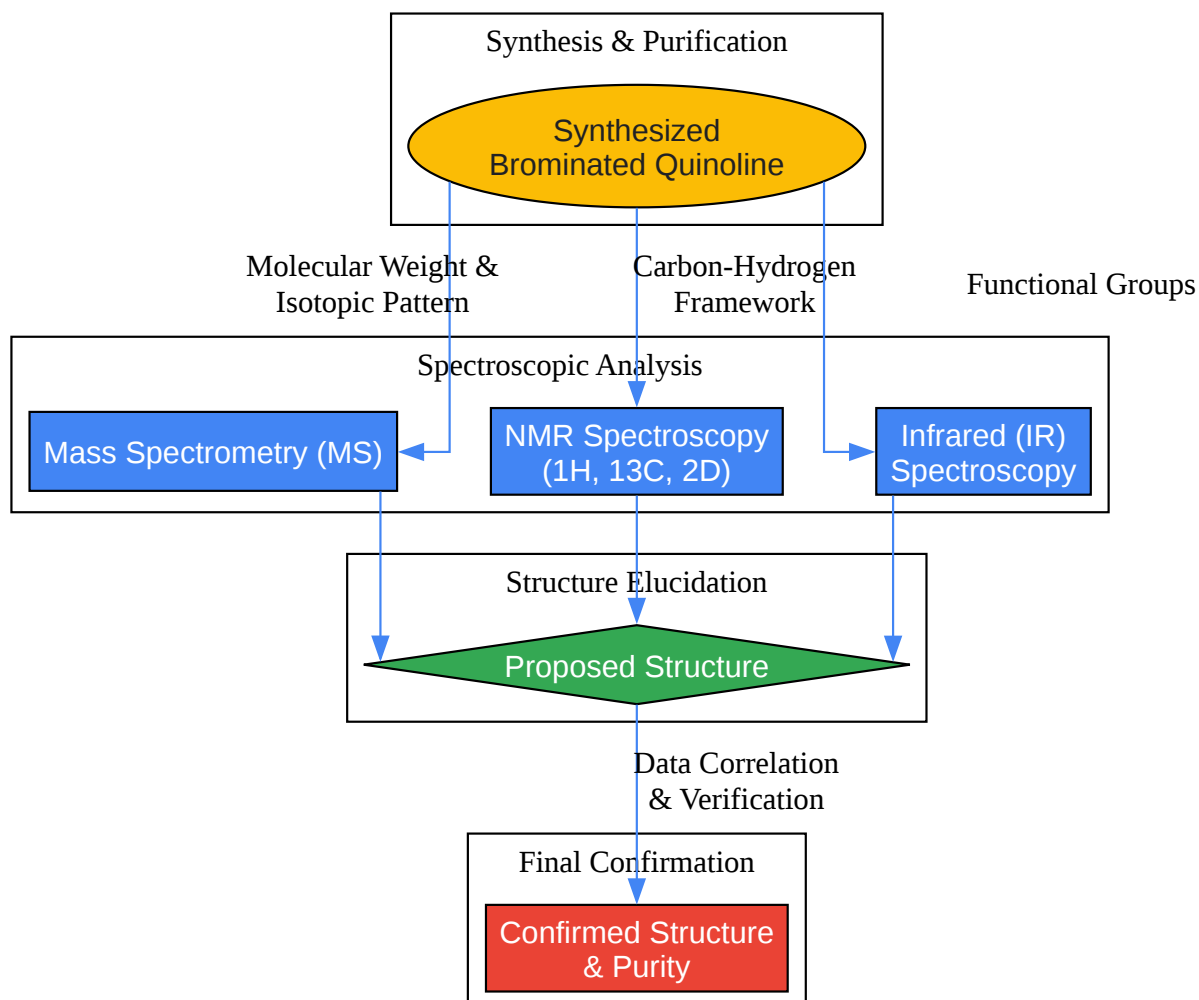 Synthesis & Purification
Synthesized
Brominated Quinoline
Molecular Weight &
Isotopic Pattern
Carbon-Hydrogen
Framework
Functional Groups
Spectroscopic Analysis
Mass Spectrometry (MS)
NMR Spectroscopy
(1H, 13C, 2D)
Infrared (IR)
Spectroscopy
Structure Elucidation
Proposed Structure
Data Correlation
& Verification
Final Confirmation
Confirmed Structure
& Purity